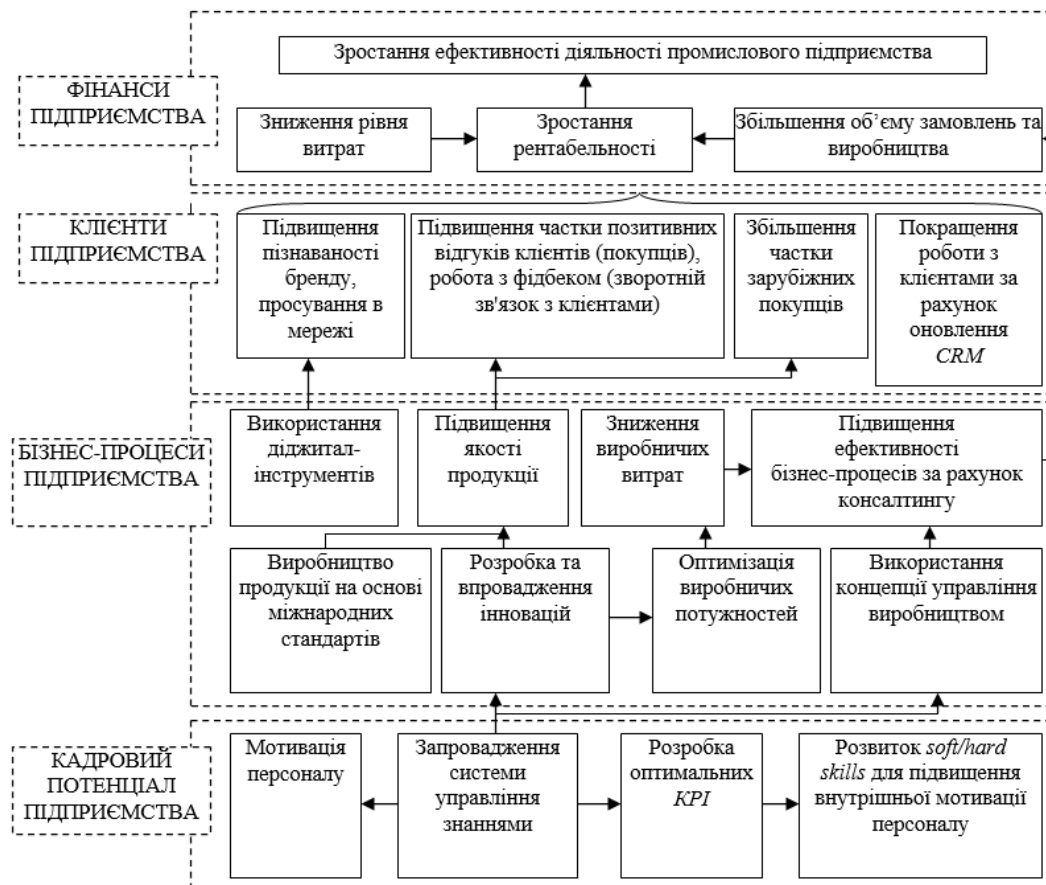 Зростання ефективності діяльності промислового підприємства
ФІНАНСИ
ПІДПРИЄМСТВА
Зниження рівня
витрат
Зростання
рентабельності
Збільшення об’єму замовлень та
виробництва
КЛІЄНТИ
ПІДПРИЄМСТВА
Підвищення
пізнаваності
бренду,
просування в
мережі
Підвищення частки позитивних
відгуків клієнтів (покупців),
робота з фідбеком (зворотній
зв'язок з клієнтами)
Збільшення
частки
зарубіжних
покупців
Покращення
роботи з
клієнтами за
рахунок
оновлення
CRM
БІЗНЕС-ПРОЦЕСИ
ПІДПРИЄМСТВА
Використання
діджитал-
інструментів
Підвищення
якості
продукції
Зниження
виробничих
витрат
Підвищення
ефективності
бізнес-процесів за рахунок
консалтингу
Виробництво
продукції на основі
міжнародних
стандартів
Розробка та
впровадження
інновацій
Оптимізація
виробничих
потужностей
Використання
концепції управління
виробництвом
КАДРОВИЙ
ПОТЕНЦІАЛ
ПІДПРИЄМСТВА
Мотивація
персоналу
Запровадження
системи
управління
знаннями
Розробка
оптимальних
KPI
Розвиток soft/hard
skills для підвищення
внутрішньої мотивації
персоналу